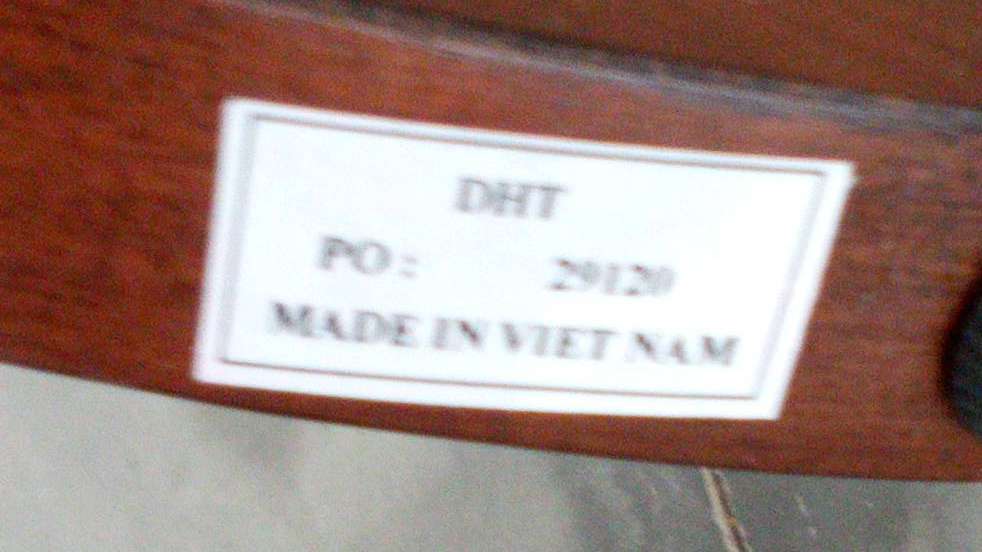 DHT
PO : 29120
MADE IN VIET NAM